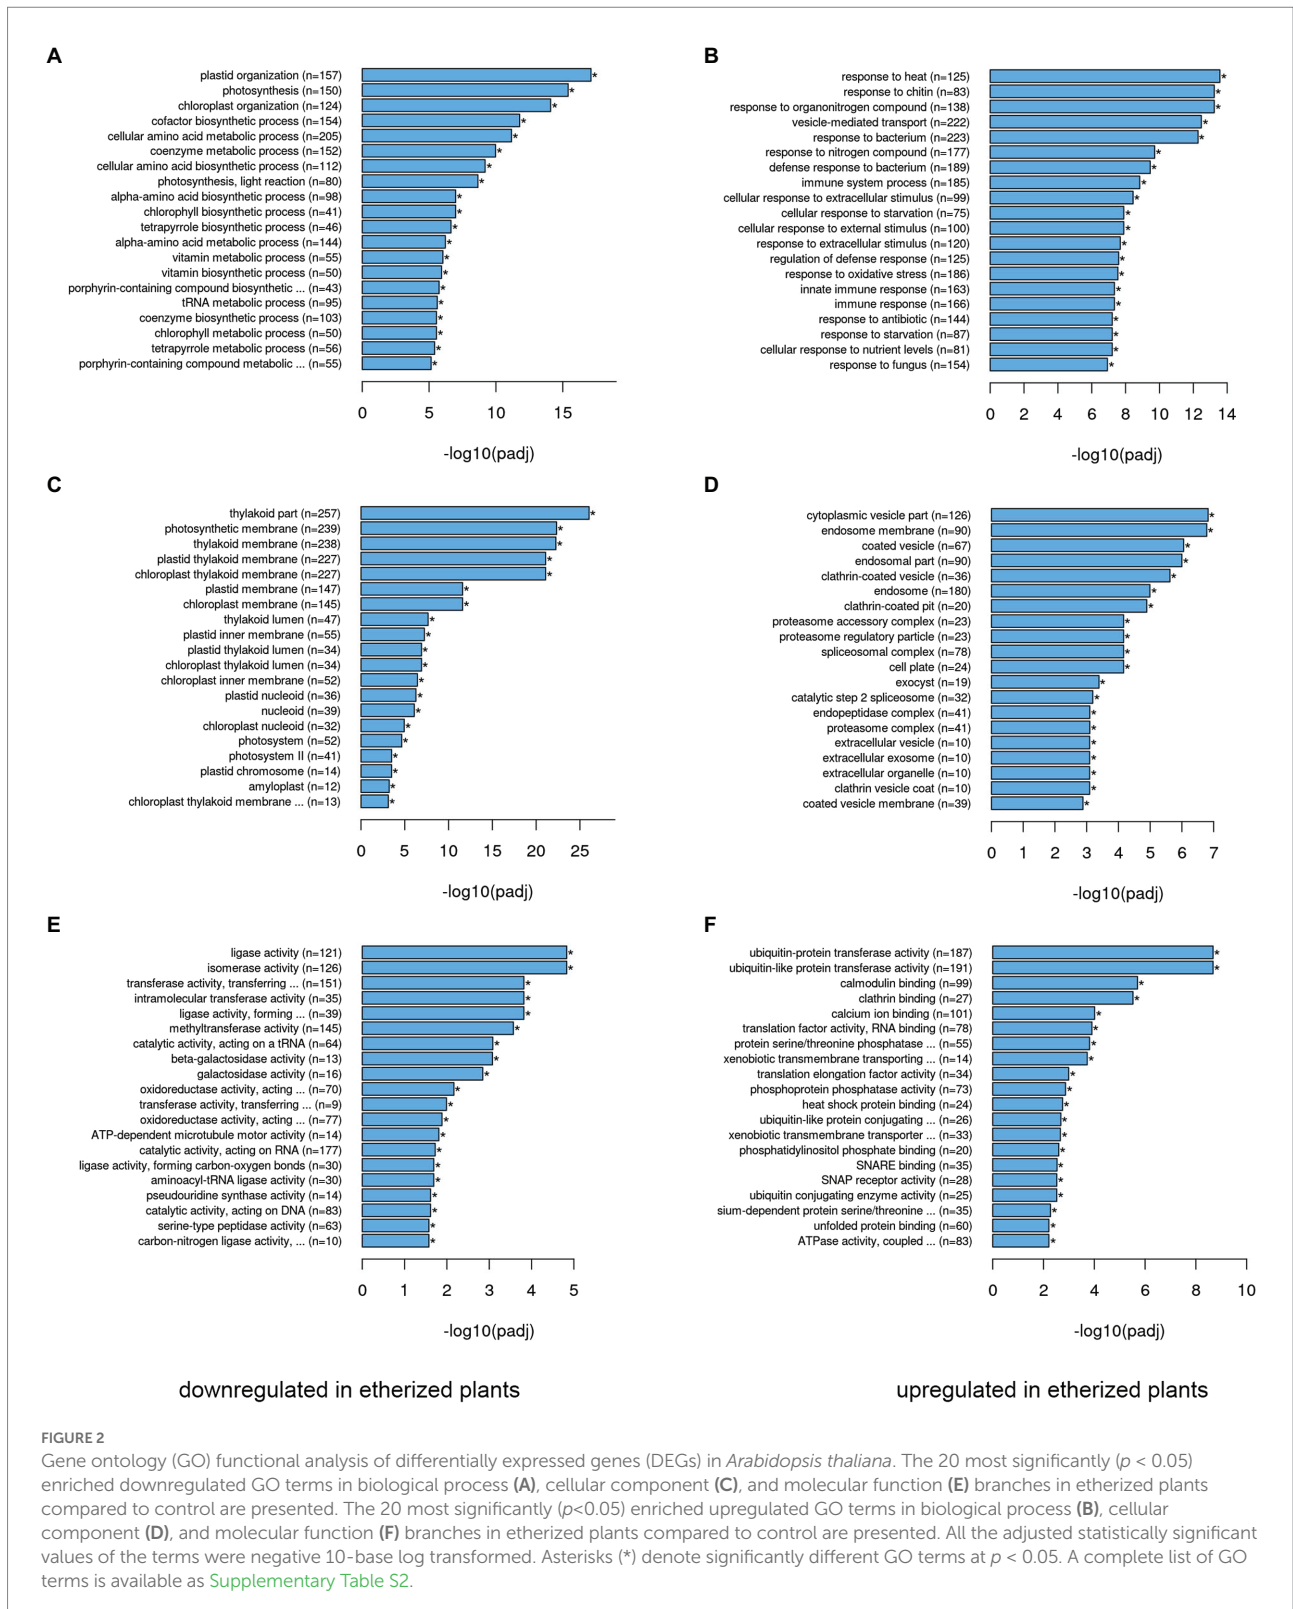 A
plastid organization (n=157)
photosynthesis (n=150)
chloroplast organization (n=124)
cofactor biosynthetic process (n=154)
cellular amino acid metabolic process (n=205)
coenzyme metabolic process (n=152)
cellular amino acid biosynthetic process (n=112)
photosynthesis, light reaction (n=80)
alpha-amino acid biosynthetic process (n=98)
chlorophyll biosynthetic process (n=41)
tetrapyrrole biosynthetic process (n=46)
alpha-amino acid metabolic process (n=144)
vitamin metabolic process (n=55)
vitamin biosynthetic process (n=50)
porphyrin-containing compound biosynthetic ... (n=43)
tRNA metabolic process (n=95)
coenzyme biosynthetic process (n=103)
chlorophyll metabolic process (n=50)
tetrapyrrole metabolic process (n=56)
porphyrin-containing compound metabolic ... (n=55)
0 5 10 15
-log10(padj)
B
response to heat (n=125)
response to chitin (n=83)
response to organonitrogen compound (n=138)
vesicle-mediated transport (n=222)
response to bacterium (n=223)
response to nitrogen compound (n=177)
defense response to bacterium (n=189)
immune system process (n=185)
cellular response to extracellular stimulus (n=99)
cellular response to starvation (n=75)
cellular response to external stimulus (n=100)
response to extracellular stimulus (n=120)
regulation of defense response (n=125)
response to oxidative stress (n=186)
innate immune response (n=163)
immune response (n=166)
response to antibiotic (n=144)
response to starvation (n=87)
cellular response to nutrient levels (n=81)
response to fungus (n=154)
0 2 4 6 8 10 12 14
-log10(padj)
C
thylakoid part (n=257)
photosynthetic membrane (n=239)
thylakoid membrane (n=238)
plastid thylakoid membrane (n=227)
chloroplast thylakoid membrane (n=227)
plastid membrane (n=147)
chloroplast membrane (n=145)
thylakoid lumen (n=47)
plastid inner membrane (n=55)
plastid thylakoid lumen (n=34)
chloroplast thylakoid lumen (n=34)
chloroplast inner membrane (n=52)
plastid nucleoid (n=36)
nucleoid (n=39)
chloroplast nucleoid (n=32)
photosystem (n=52)
photosystem II (n=41)
plastid chromosome (n=14)
amyloplast (n=12)
chloroplast thylakoid membrane ... (n=13)
0 5 10 15 20 25
-log10(padj)
D
cytoplasmic vesicle part (n=126)
endosome membrane (n=90)
coated vesicle (n=67)
endosomal part (n=90)
clathrin-coated vesicle (n=36)
endosome (n=180)
clathrin-coated pit (n=20)
proteasome accessory complex (n=23)
proteasome regulatory particle (n=23)
spliceosomal complex (n=78)
cell plate (n=24)
exocyst (n=19)
catalytic step 2 spliceosome (n=32)
endopeptidase complex (n=41)
proteasome complex (n=41)
extracellular vesicle (n=10)
extracellular exosome (n=10)
extracellular organelle (n=10)
clathrin vesicle coat (n=10)
coated vesicle membrane (n=39)
0 1 2 3 4 5 6 7
-log10(padj)
E
ligase activity (n=121)
isomerase activity (n=126)
transferase activity, transferring ... (n=151)
intramolecular transferase activity (n=35)
ligase activity, forming ... (n=39)
methyltransferase activity (n=145)
catalytic activity, acting on a tRNA (n=64)
beta-galactosidase activity (n=13)
galactosidase activity (n=16)
oxidoreductase activity, acting ... (n=70)
transferase activity, transferring ... (n=9)
oxidoreductase activity, acting ... (n=77)
ATP-dependent microtubule motor activity (n=14)
catalytic activity, acting on RNA (n=177)
ligase activity, forming carbon-oxygen bonds (n=30)
aminoacyl-tRNA ligase activity (n=30)
pseudouridine synthase activity (n=14)
catalytic activity, acting on DNA (n=83)
serine-type peptidase activity (n=63)
carbon-nitrogen ligase activity, ... (n=10)
0 1 2 3 4 5
-log10(padj)
F
ubiquitin-protein transferase activity (n=187)
ubiquitin-like protein transferase activity (n=191)
calmodulin binding (n=99)
clathrin binding (n=27)
calcium ion binding (n=101)
translation factor activity, RNA binding (n=78)
protein serine/threonine phosphatase ... (n=55)
xenobiotic transmembrane transporting ... (n=14)
translation elongation factor activity (n=34)
phosphoprotein phosphatase activity (n=73)
heat shock protein binding (n=24)
ubiquitin-like protein conjugating ... (n=26)
xenobiotic transmembrane transporter ... (n=33)
phosphatidylinositol phosphate binding (n=20)
SNARE binding (n=35)
SNAP receptor activity (n=28)
ubiquitin conjugating enzyme activity (n=25)
sium-dependent protein serine/threonine ... (n=35)
unfolded protein binding (n=60)
ATPase activity, coupled ... (n=83)
0 2 4 6 8 10
-log10(padj)
downregulated in etherized plants
upregulated in etherized plants
FIGURE 2
Gene ontology (GO) functional analysis of differentially expressed genes (DEGs) in Arabidopsis thaliana. The 20 most significantly (p < 0.05)
enriched downregulated GO terms in biological process (A), cellular component (C), and molecular function (E) branches in etherized plants
compared to control are presented. The 20 most significantly (p<0.05) enriched upregulated GO terms in biological process (B), cellular
component (D), and molecular function (F) branches in etherized plants compared to control are presented. All the adjusted statistically significant
values of the terms were negative 10-base log transformed. Asterisks (*) denote significantly different GO terms at p < 0.05. A complete list of GO
terms is available as Supplementary Table S2.